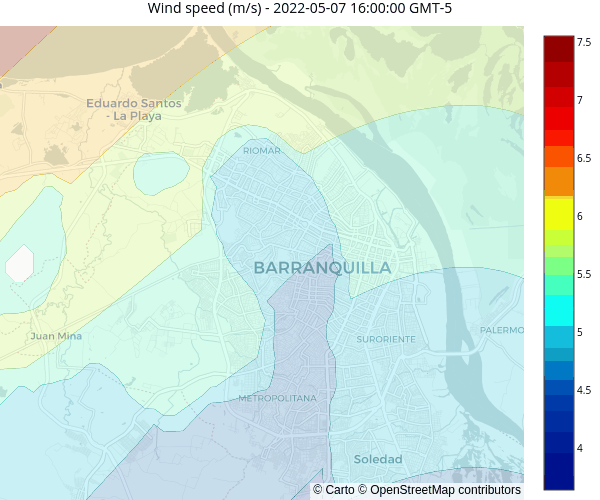 Wind speed (m/s) - 2022-05-07 16:00:00 GMT-5
Eduardo Santos
- La Playa
RIOMAR
BARRANQUILLA
Juan Mina
SURORIENTE
PALERMO
METROPOLITANA
Soledad
© Carto © OpenStreetMap contributors
7.5
7
6.5
6
5.5
5
4.5
4